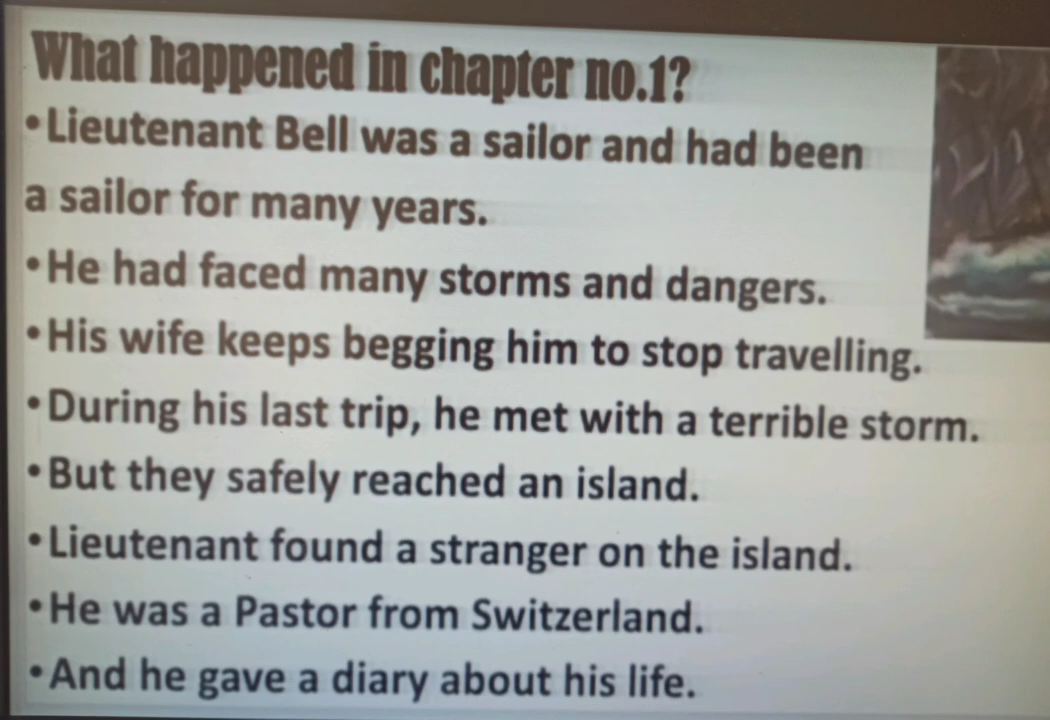 What happened in chapter no.1?
•Lieutenant Bell was a sailor and had been
a sailor for many years.
•He had faced many storms and dangers.
•His wife keeps begging him to stop travelling.
•During his last trip, he met with a terrible storm.
•But they safely reached an island.
•Lieutenant found a stranger on the island.
•He was a Pastor from Switzerland.
•And he gave a diary about his life.